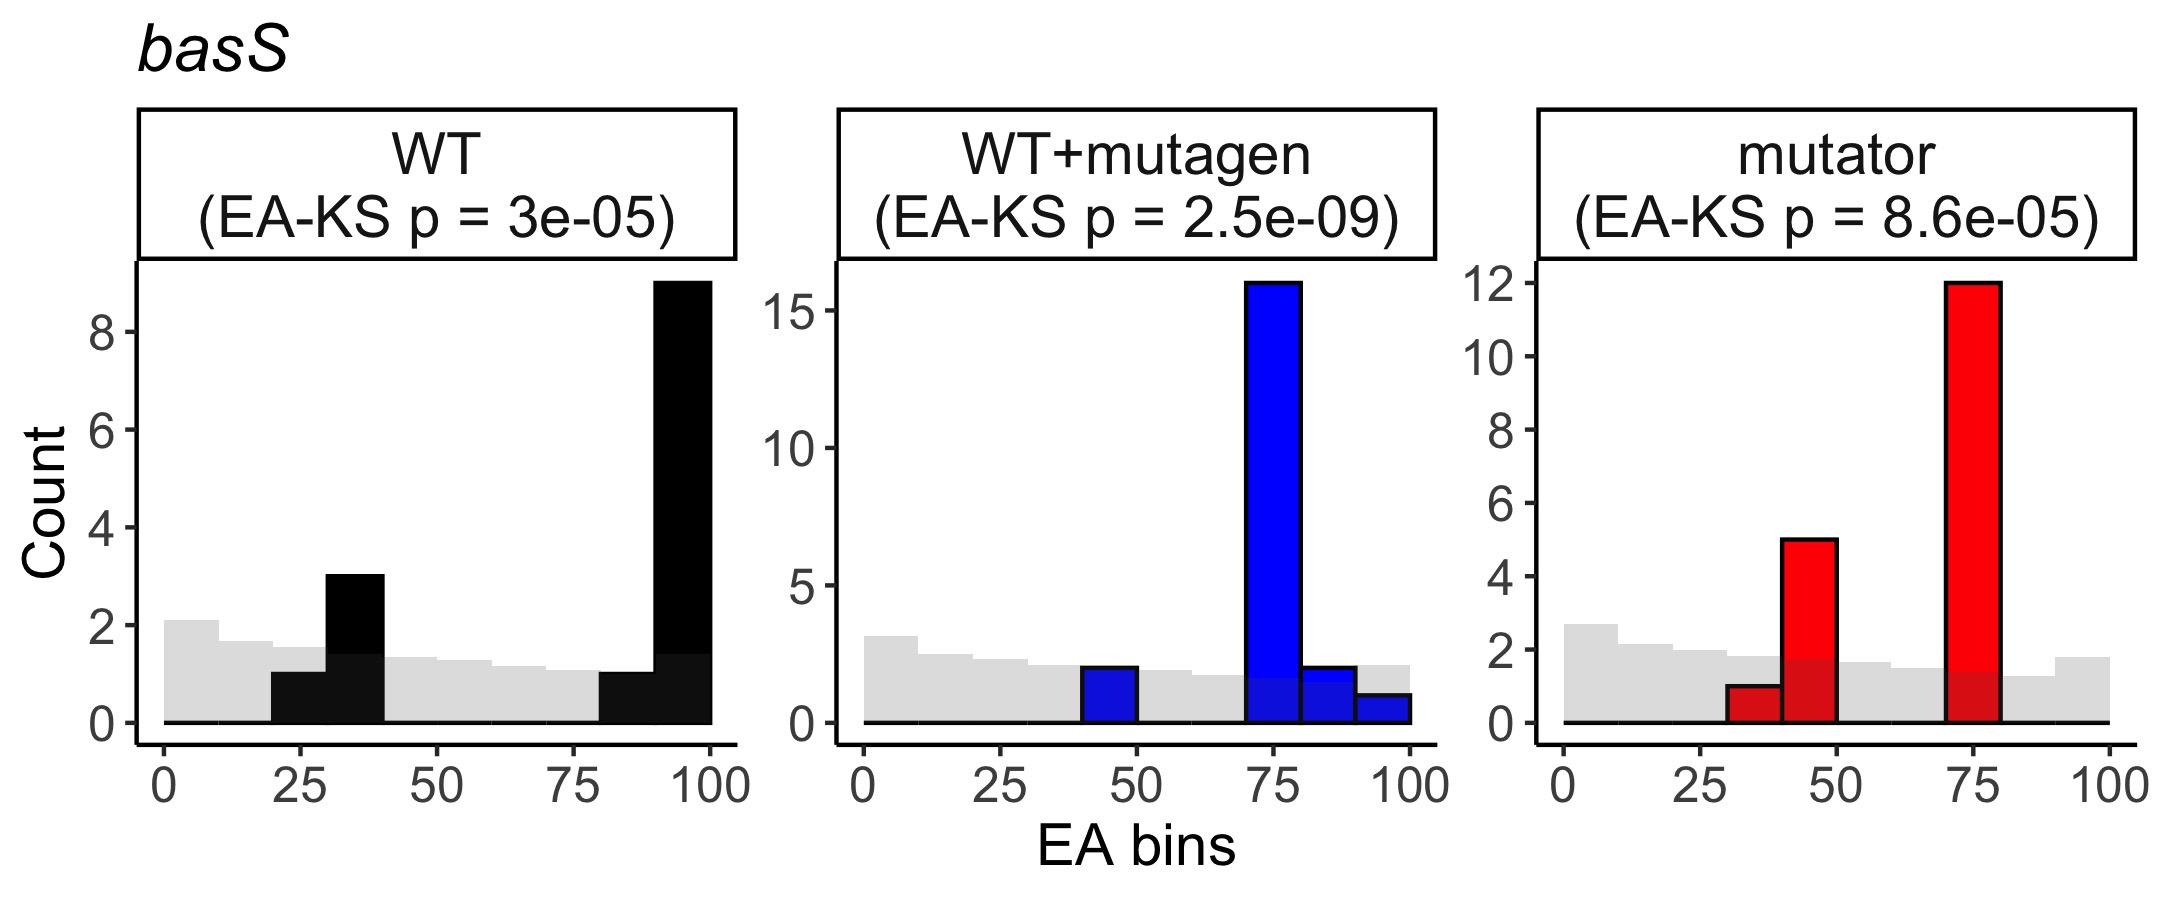 basS
WT
(EA-KS p = 3e-05)
WT+mutagen
(EA-KS p = 2.5e-09)
mutator
(EA-KS p = 8.6e-05)
Count
8
6
4
2
0
0 25 50 75 100
15
10
5
0
0 25 50 75 100
12
10
8
6
4
2
0
0 25 50 75 100
EA bins